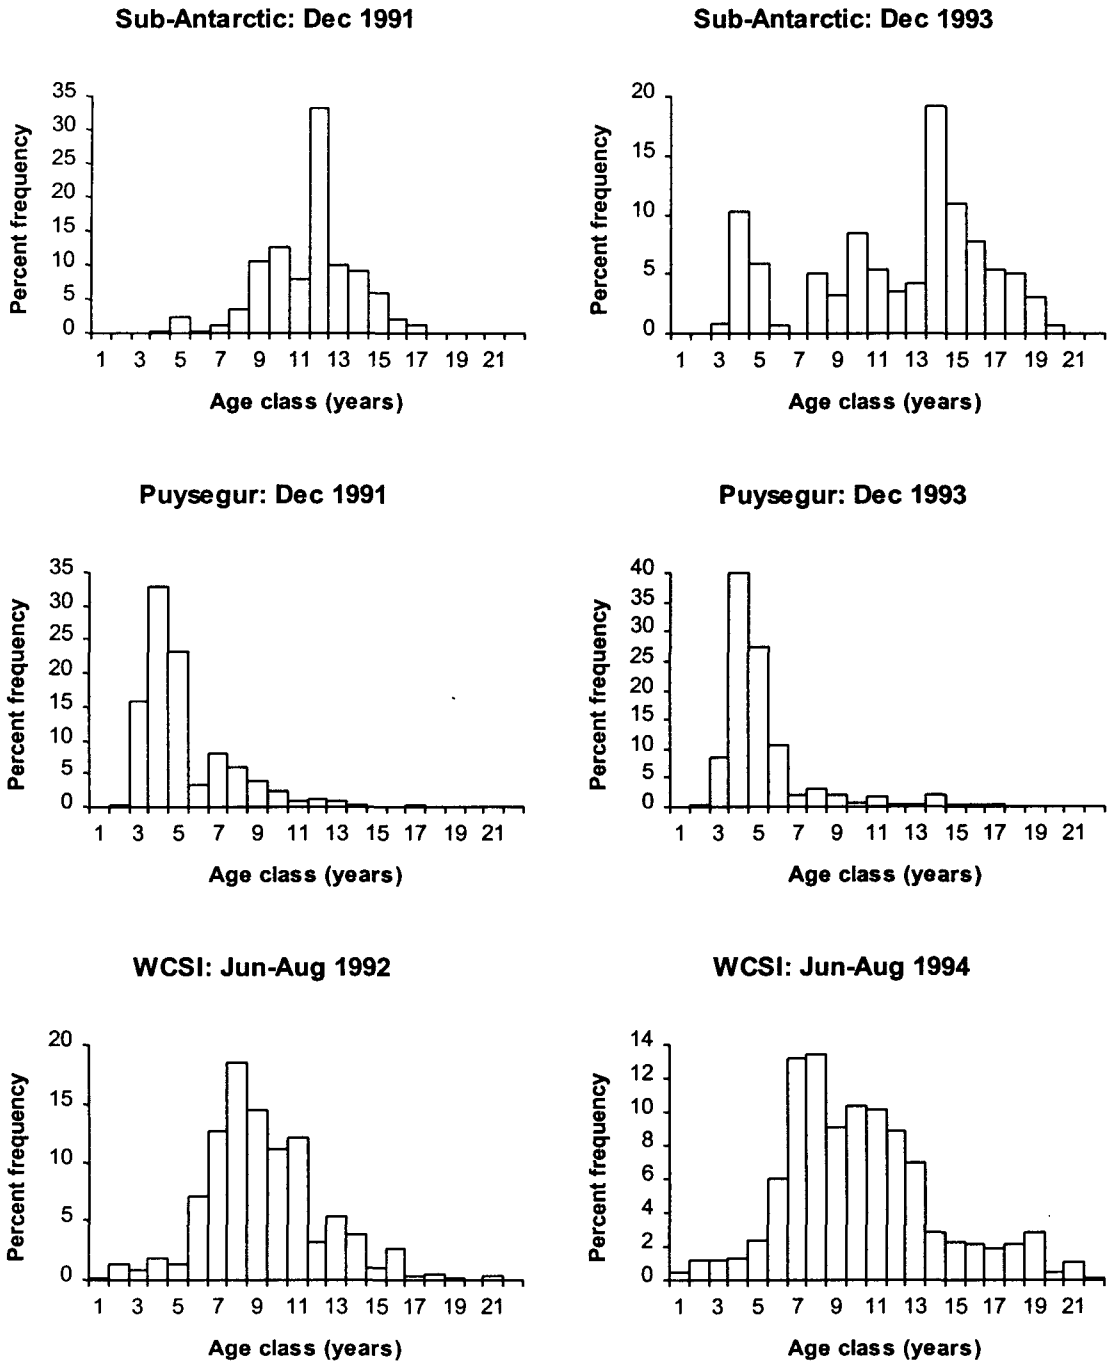 Sub-Antarctic: Dec 1991
35
30
25
20
15
10
5
0
Percent frequency
1 3 5 7 9 11 13 15 17 19 21
Age class (years)
Sub-Antarctic: Dec 1993
20
15
10
5
0
Percent frequency
1 3 5 7 9 11 13 15 17 19 21
Age class (years)
Puysegur: Dec 1991
35
30
25
20
15
10
5
0
Percent frequency
1 3 5 7 9 11 13 15 17 19 21
Age class (years)
Puysegur: Dec 1993
40
35
30
25
20
15
10
5
0
Percent frequency
1 3 5 7 9 11 13 15 17 19 21
Age class (years)
WCSI: Jun-Aug 1992
20
15
10
5
0
Percent frequency
1 3 5 7 9 11 13 15 17 19 21
Age class (years)
WCSI: Jun-Aug 1994
14
12
10
8
6
4
2
0
Percent frequency
1 3 5 7 9 11 13 15 17 19 21
Age class (years)